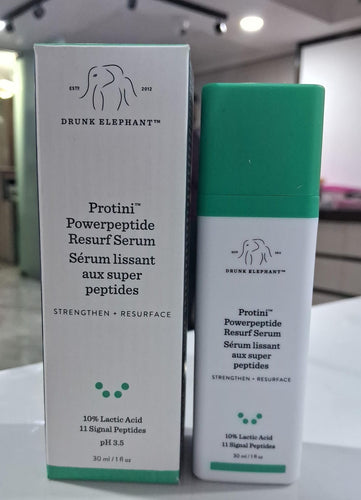 ESTP. 2012
DRUNK ELEPHANT™
Protini™
Powerpeptide
Resurf Serum
Sérum lissant
aux super
peptides
STRENGTHEN + RESURFACE
10% Lactic Acid
11 Signal Peptides
pH 3.5
30 ml / 1 fl oz
DRUNK ELEPHANT™
Protini™
Powerpeptide
Resurf Serum
Sérum lissant
aux super
peptides
STRENGTHEN + RESURFACE
10% Lactic Acid
11 Signal Peptides
30 ml / 1 fl oz